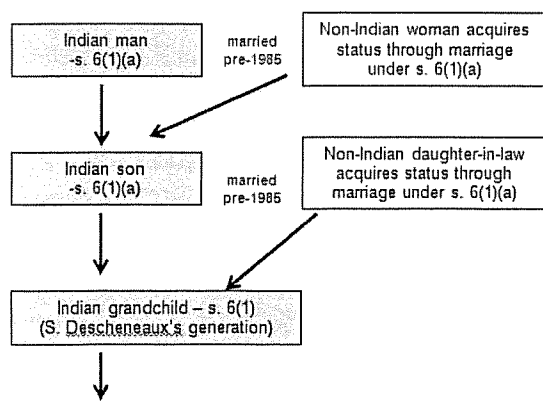 Indian man
-s. 6(1)(a)
married
pre-1985
Non-Indian woman acquires
status through marriage
under s. 6(1)(a)
Indian son
-s. 6(1)(a)
married
pre-1985
Non-Indian daughter-in-law
acquires status through
marriage under s. 6(1)(a)
Indian grandchild – s. 6(1)
(S. Descheneaux's generation)